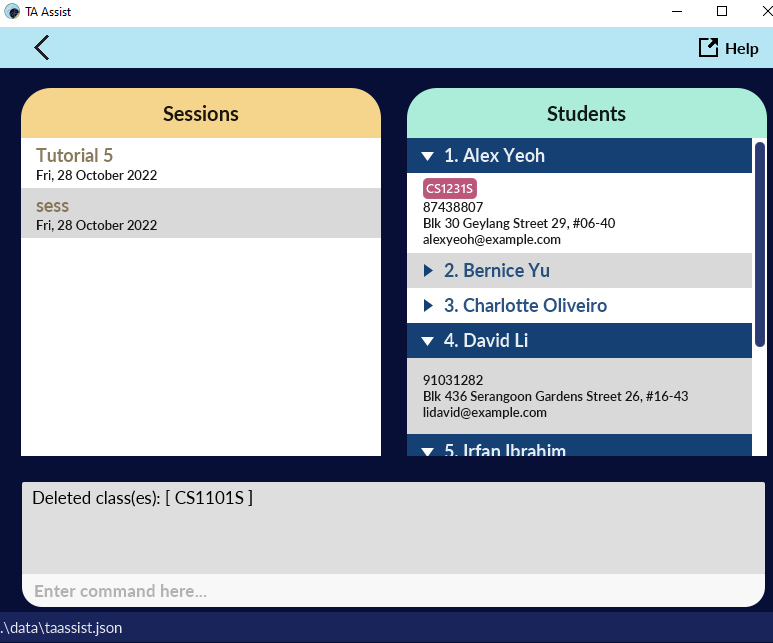 TA Assist
Help
Sessions
Tutorial 5
Fri, 28 October 2022
sess
Fri, 28 October 2022
Students
1. Alex Yeoh
CS1231S
87438807
Blk 30 Geylang Street 29, #06-40
alexyeoh@example.com
2. Bernice Yu
3. Charlotte Oliveiro
4. David Li
91031282
Blk 436 Serangoon Gardens Street 26, #16-43
lidavid@example.com
5. Irfan Ibrahim
Deleted class(es): [ CS1101S ]
Enter command here...
.\data\taassist.json